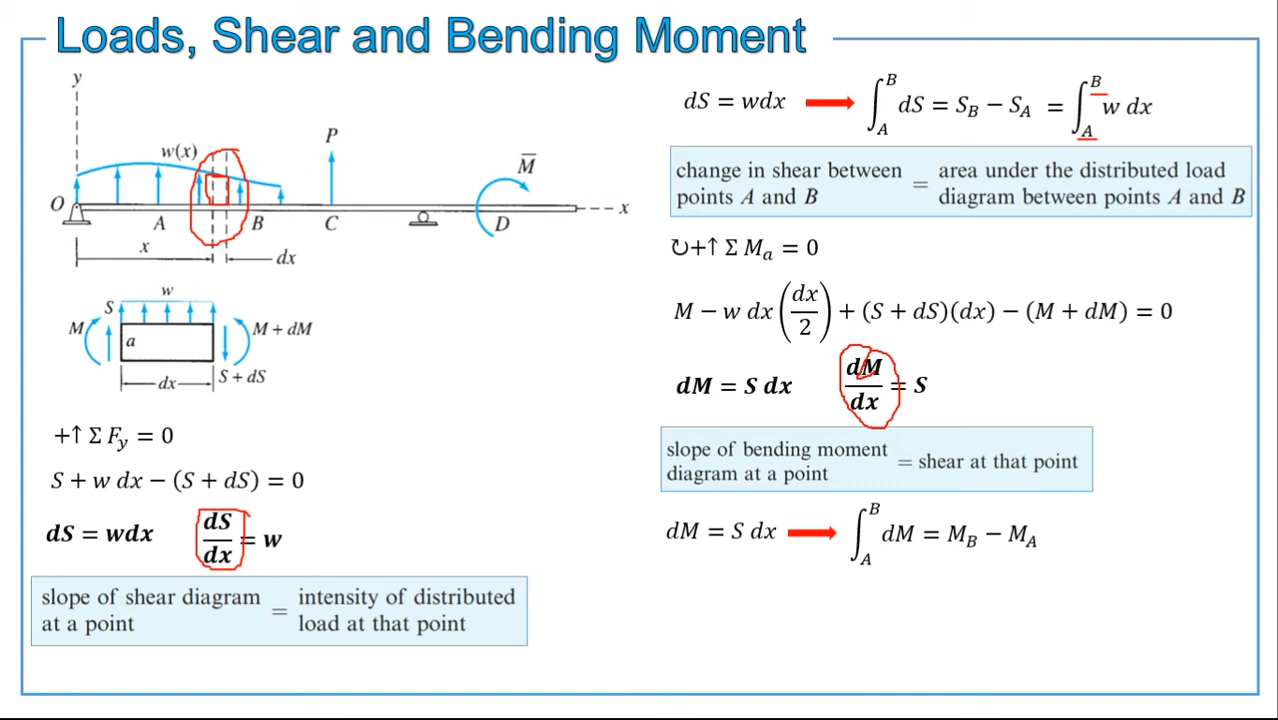 Loads, Shear and Bending Moment
y
w(x)
P
M̅
O
A
B
C
D
x
x
dx
w
S
M
a
M + dM
dx
S + dS
+↑ Σ F_y = 0
S + w dx − (S + dS) = 0
dS = wdx  dS/dx = w
slope of shear diagram at a point = intensity of distributed load at that point
dS = wdx ➡ ∫_A^B dS = S_B − S_A = ∫_A^B w dx
change in shear between points A and B = area under the distributed load diagram between points A and B
↻+↑ Σ M_a = 0
M − w dx (dx/2) + (S + dS)(dx) − (M + dM) = 0
dM = S dx  dM/dx = S
slope of bending moment diagram at a point = shear at that point
dM = S dx ➡ ∫_A^B dM = M_B − M_A